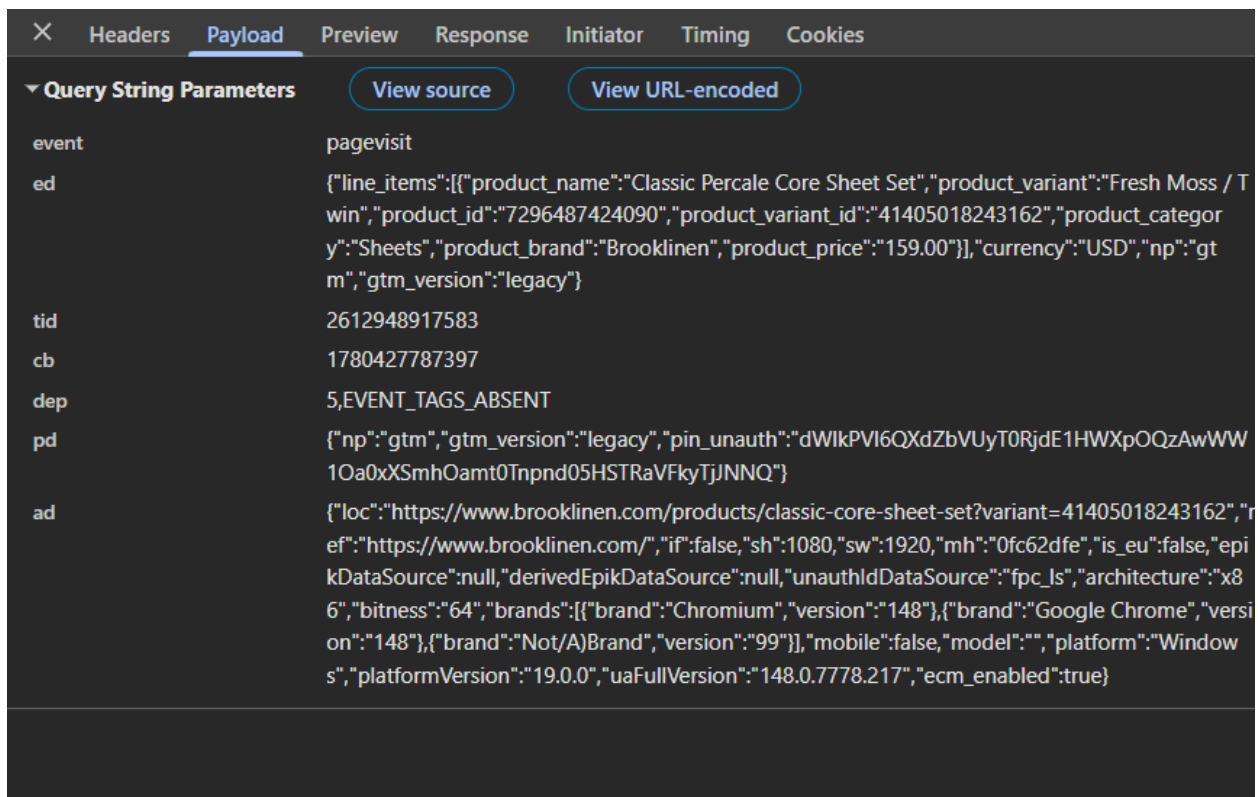 Headers Payload Preview Response Initiator Timing Cookies
Query String Parameters View source View URL-encoded
event pagevisit
ed {"line_items":[{"product_name":"Classic Percale Core Sheet Set","product_variant":"Fresh Moss / T
win","product_id":"7296487424090","product_variant_id":"41405018243162","product_categor
y":"Sheets","product_brand":"Brooklinen","product_price":"159.00"}],"currency":"USD","np":"gt
m","gtm_version":"legacy"}
tid 2612948917583
cb 1780427787397
dep 5,EVENT_TAGS_ABSENT
pd {"np":"gtm","gtm_version":"legacy","pin_unauth":"dWlkPVl6QXdZbVUyT0RjdE1HWXpOQzAwWW
1Oa0xXSmhOamt0Tnpnd05HSTRaVFkyTjJNNQ"}
ad {"loc":"https://www.brooklinen.com/products/classic-core-sheet-set?variant=41405018243162","r
ef":"https://www.brooklinen.com/","if":false,"sh":1080,"sw":1920,"mh":"0fc62dfe","is_eu":false,"epi
kDataSource":null,"derivedEpikDataSource":null,"unauthIdDataSource":"fpc_ls","architecture":"x8
6","bitness":"64","brands":[{"brand":"Chromium","version":"148"},{"brand":"Google Chrome","versi
on":"148"},{"brand":"Not/A)Brand","version":"99"}],"mobile":false,"model":"","platform":"Window
s","platformVersion":"19.0.0","uaFullVersion":"148.0.7778.217","ecm_enabled":true}